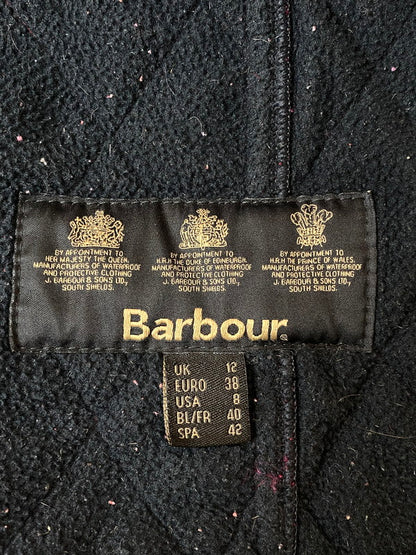 BY APPOINTMENT TO
HER MAJESTY THE QUEEN,
MANUFACTURERS OF WATERPROOF
AND PROTECTIVE CLOTHING
J. BARBOUR & SONS LTD.,
SOUTH SHIELDS.
BY APPOINTMENT TO
H.R.H THE DUKE OF EDINBURGH,
MANUFACTURERS OF WATERPROOF
AND PROTECTIVE CLOTHING
J. BARBOUR & SONS LTD.,
SOUTH SHIELDS.
BY APPOINTMENT TO
H.R.H THE PRINCE OF WALES,
MANUFACTURERS OF WATERPROOF
AND PROTECTIVE CLOTHING
J. BARBOUR & SONS LTD.,
SOUTH SHIELDS.
Barbour
UK 12
EURO 38
USA 8
BL/FR 40
SPA 42